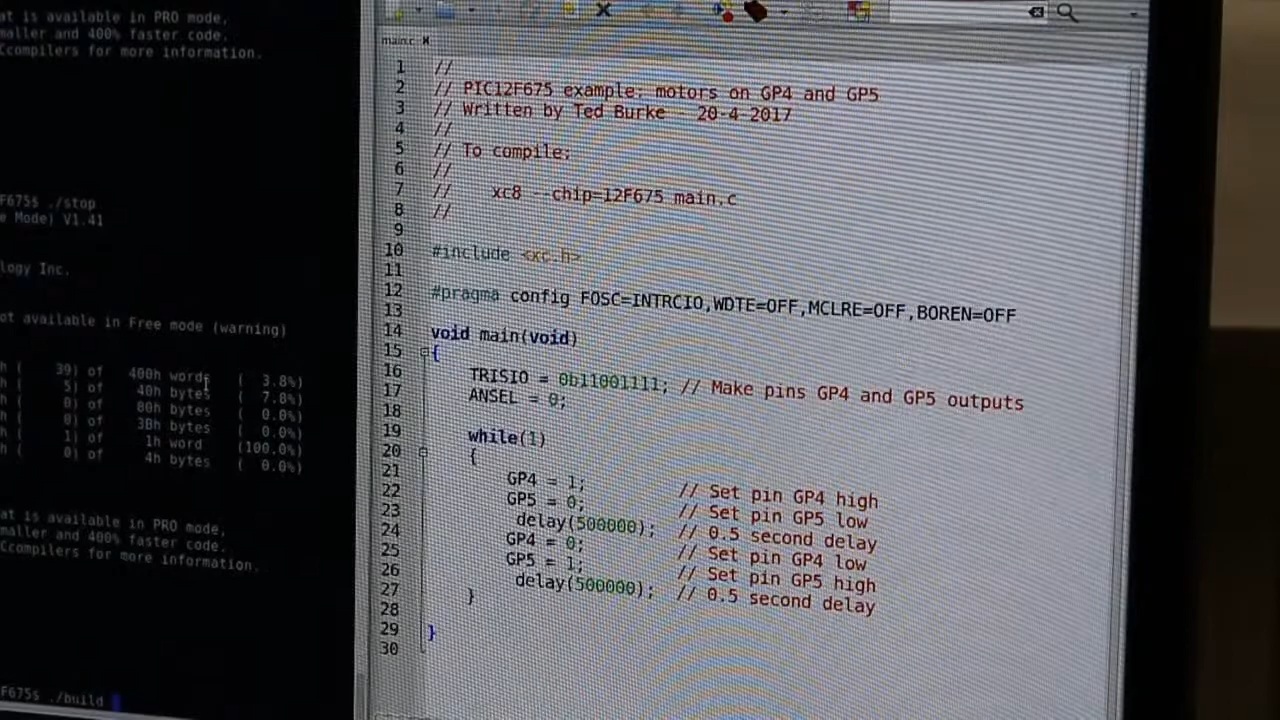 at is available in PRO mode,
maller and 400% faster code.
Ccompilers for more information.
F675$ ./stop
e Mode) V1.41
logy Inc.
ot available in Free mode (warning)
h ( 39) of 400h words ( 3.8%)
h ( 5) of 40h bytes ( 7.8%)
h ( 0) of 80h bytes ( 0.0%)
h ( 0) of 38h bytes ( 0.0%)
h ( 1) of 1h word (100.0%)
h ( 0) of 4h bytes ( 0.0%)
at is available in PRO mode,
maller and 400% faster code.
Ccompilers for more information.
F675$ ./build
main.c
1 //
2 // PIC12F675 example: motors on GP4 and GP5
3 // Written by Ted Burke - 20-4-2017
4 //
5 // To compile:
6 //
7 // xc8 --chip=12F675 main.c
8 //
9
10 #include <xc.h>
11
12 #pragma config FOSC=INTRCIO,WDTE=OFF,MCLRE=OFF,BOREN=OFF
13
14 void main(void)
15 {
16 TRISIO = 0b11001111; // Make pins GP4 and GP5 outputs
17 ANSEL = 0;
18
19 while(1)
20 {
21 GP4 = 1; // Set pin GP4 high
22 GP5 = 0; // Set pin GP5 low
23 delay(500000); // 0.5 second delay
24 GP4 = 0; // Set pin GP4 low
25 GP5 = 1; // Set pin GP5 high
26 delay(500000); // 0.5 second delay
27 }
28
29 }
30